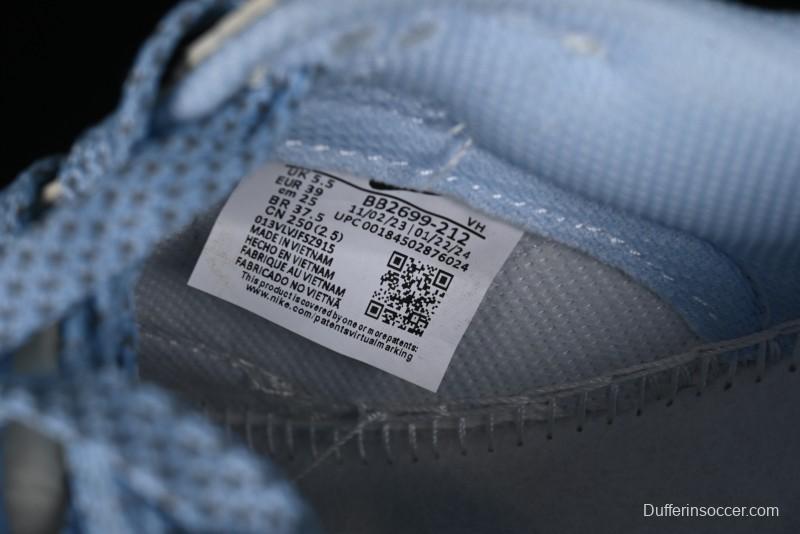 UK 5.5
EUR 39
cm 25
BR 37.5
CN 250(2.5)
013VLVJFS2915
MADE IN VIETNAM
HECHO EN VIETNAM
FABRIQUE AU VIETNAM
FABRICADO NO VIETNÃ
This product is covered by one or more patents:
www.nike.com/patentsvirtualmarking
VH
BB2699-212
11/02/23 | 01/22/24
UPC 00184502876024
Dufferinsoccer.com